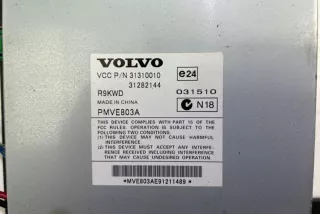 VOLVO
VCC P/N 31310010
31282144
e24
R9KWD
031510
MADE IN CHINA
N18
PMVE803A
THIS DEVICE COMPLIES WITH PART 15 OF THE
FCC RULES. OPERATION IS SUBJECT TO THE
FOLLOWING TWO CONDITIONS.
(1) THIS DEVICE MAY NOT CAUSE HARMFUL
INTERFERENCE.
(2) THIS DEVICE MUST ACCEPT ANY INTERFERENCE
RECEIVED, INCLUDING INTERFERENCE THAT MAY
CAUSE UNDESIRED OPERATION.
*MVE803AE91211489*